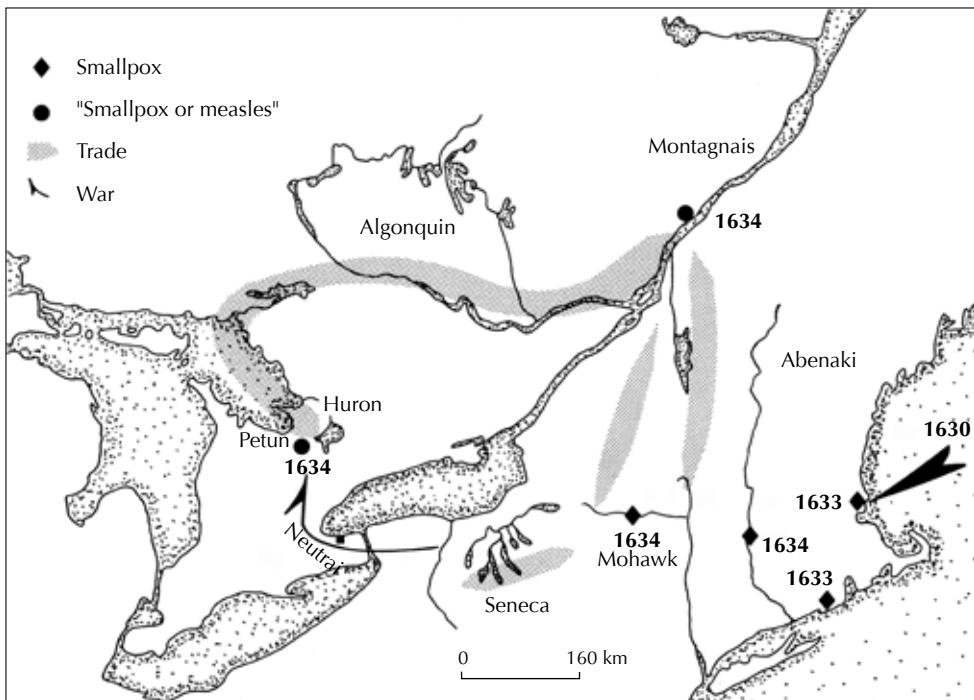 Smallpox
"Smallpox or measles"
Trade
War
Montagnais
1634
Algonquin
Abenaki
Huron
Petun
1634
1630
1633
Neutral
1634
Mohawk
1634
1633
Seneca
0 160 km